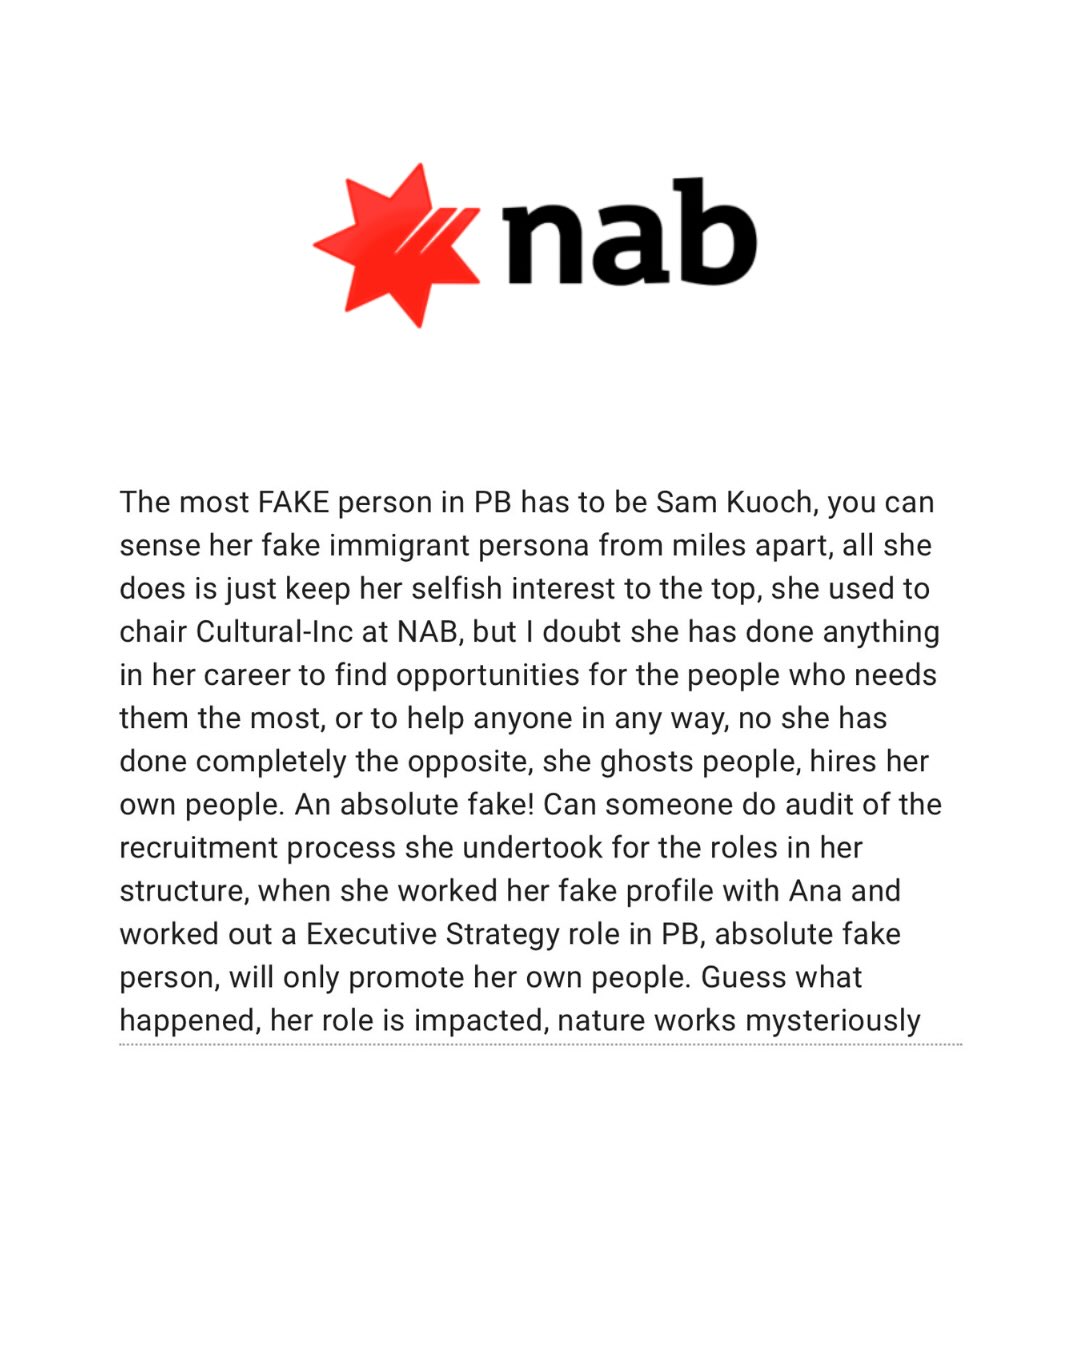 nab
The most FAKE person in PB has to be Sam Kuoch, you can
sense her fake immigrant persona from miles apart, all she
does is just keep her selfish interest to the top, she used to
chair Cultural-Inc at NAB, but I doubt she has done anything
in her career to find opportunities for the people who needs
them the most, or to help anyone in any way, no she has
done completely the opposite, she ghosts people, hires her
own people. An absolute fake! Can someone do audit of the
recruitment process she undertook for the roles in her
structure, when she worked her fake profile with Ana and
worked out a Executive Strategy role in PB, absolute fake
person, will only promote her own people. Guess what
happened, her role is impacted, nature works mysteriously